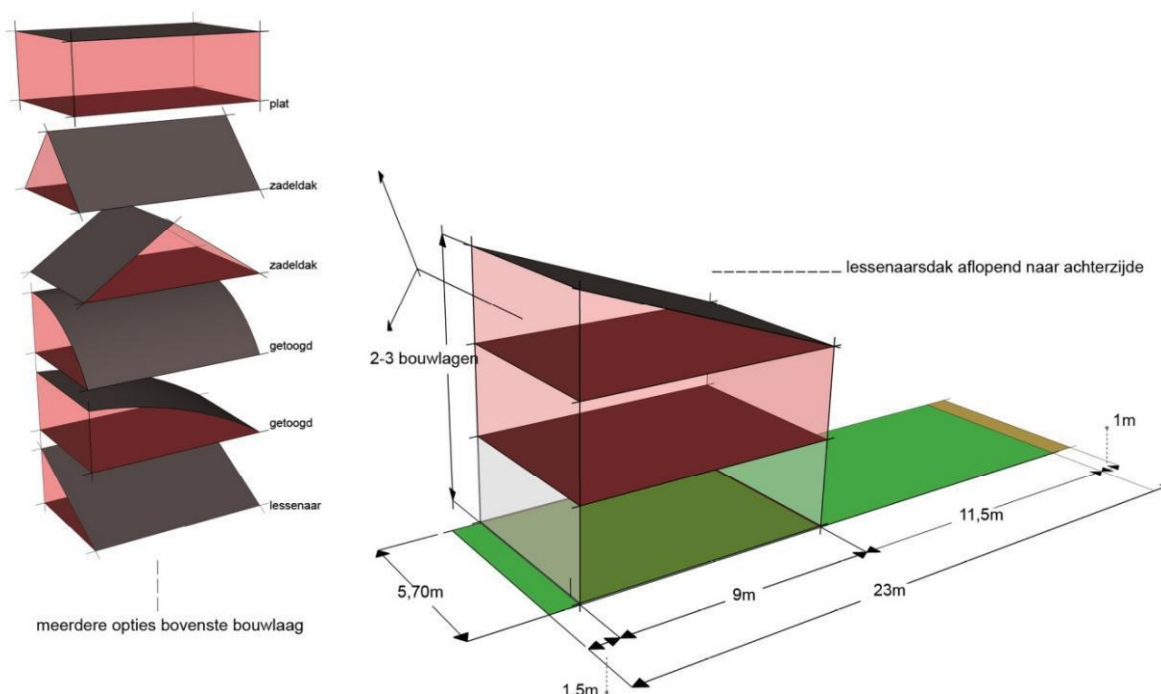 plat
zadeldak
zadeldak
getoogd
getoogd
lessenaar
meerdere opties bovenste bouwlaag
lessenaarsdak aflopend naar achterzijde
2-3 bouwlagen
1m
11,5m
23m
9m
5,70m
1,5m